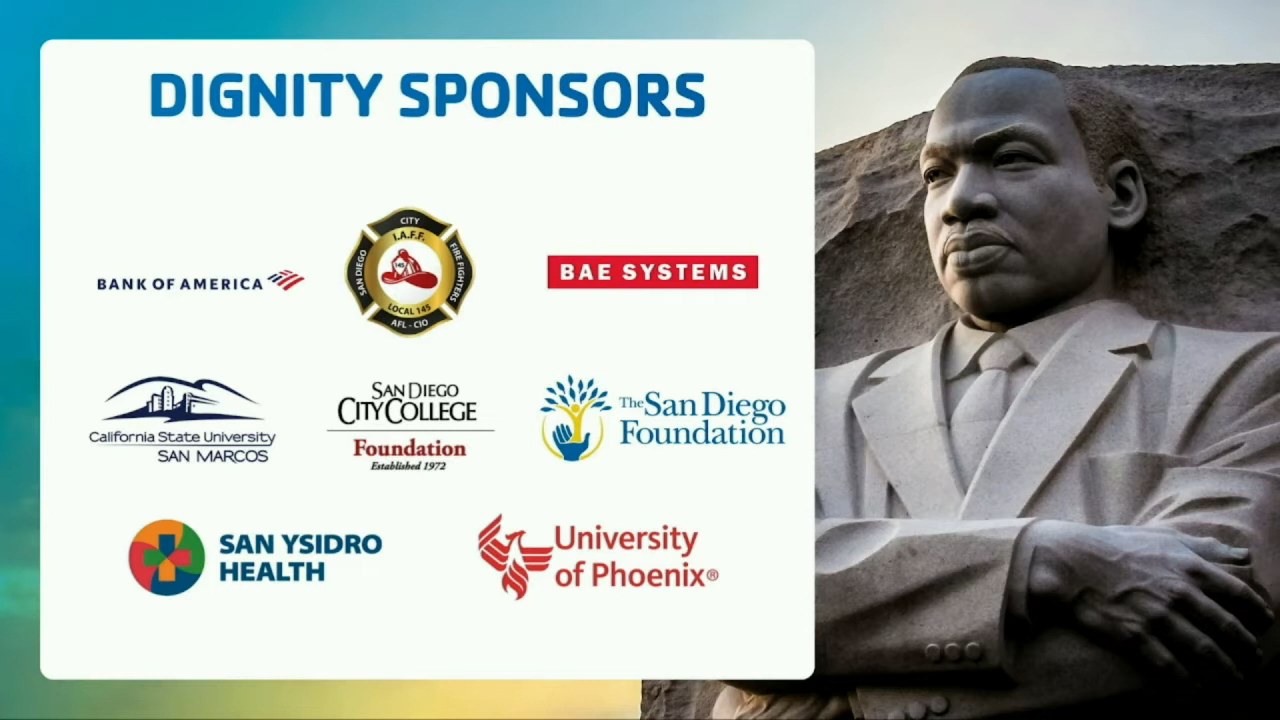 DIGNITY SPONSORS
BANK OF AMERICA
CITY
I.A.F.F.
SAN DIEGO
145
FIRE FIGHTERS
LOCAL 145
AFL - CIO
BAE SYSTEMS
California State University
SAN MARCOS
SAN DIEGO
CITY COLLEGE
Foundation
Established 1972
The San Diego
Foundation
SAN YSIDRO
HEALTH
University
of Phoenix®